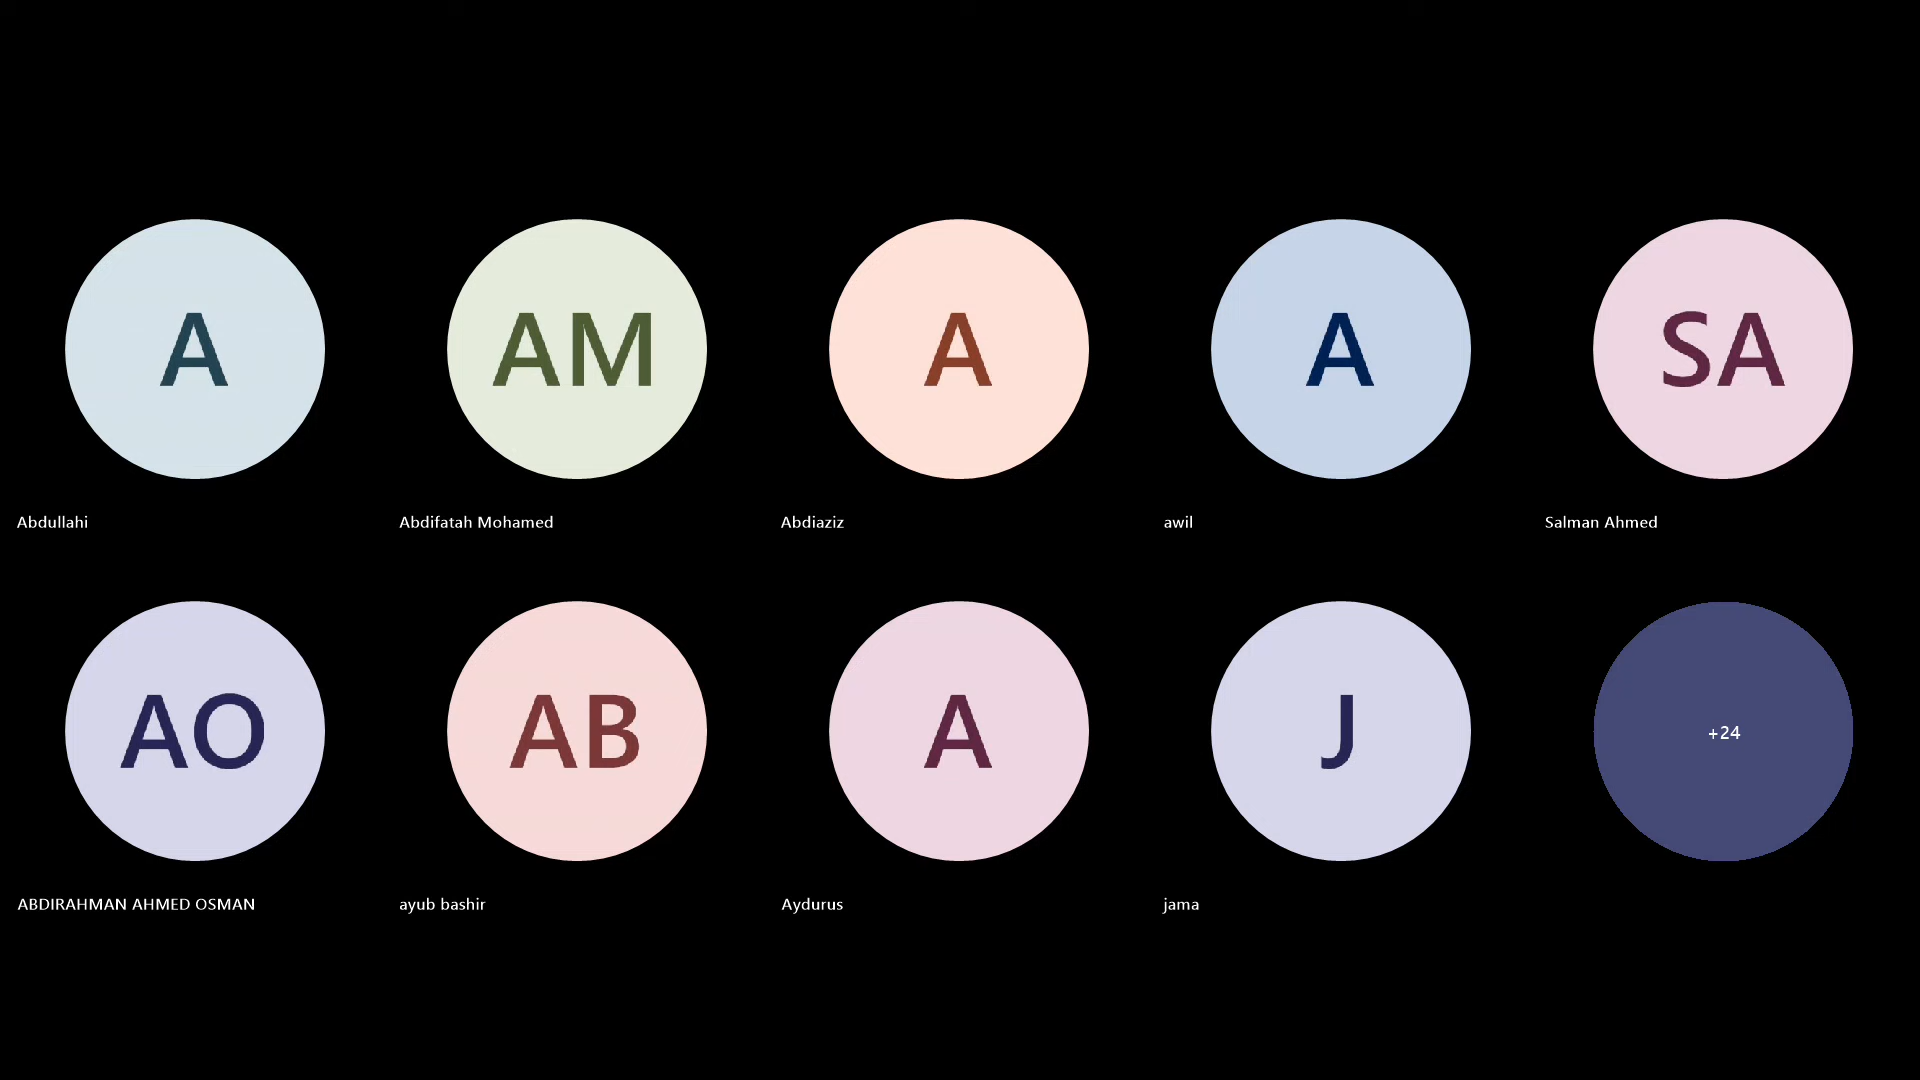 A
AM
A
A
SA
Abdullahi
Abdifatah Mohamed
Abdiaziz
awil
Salman Ahmed
AO
AB
A
J
+24
ABDIRAHMAN AHMED OSMAN
ayub bashir
Aydurus
jama